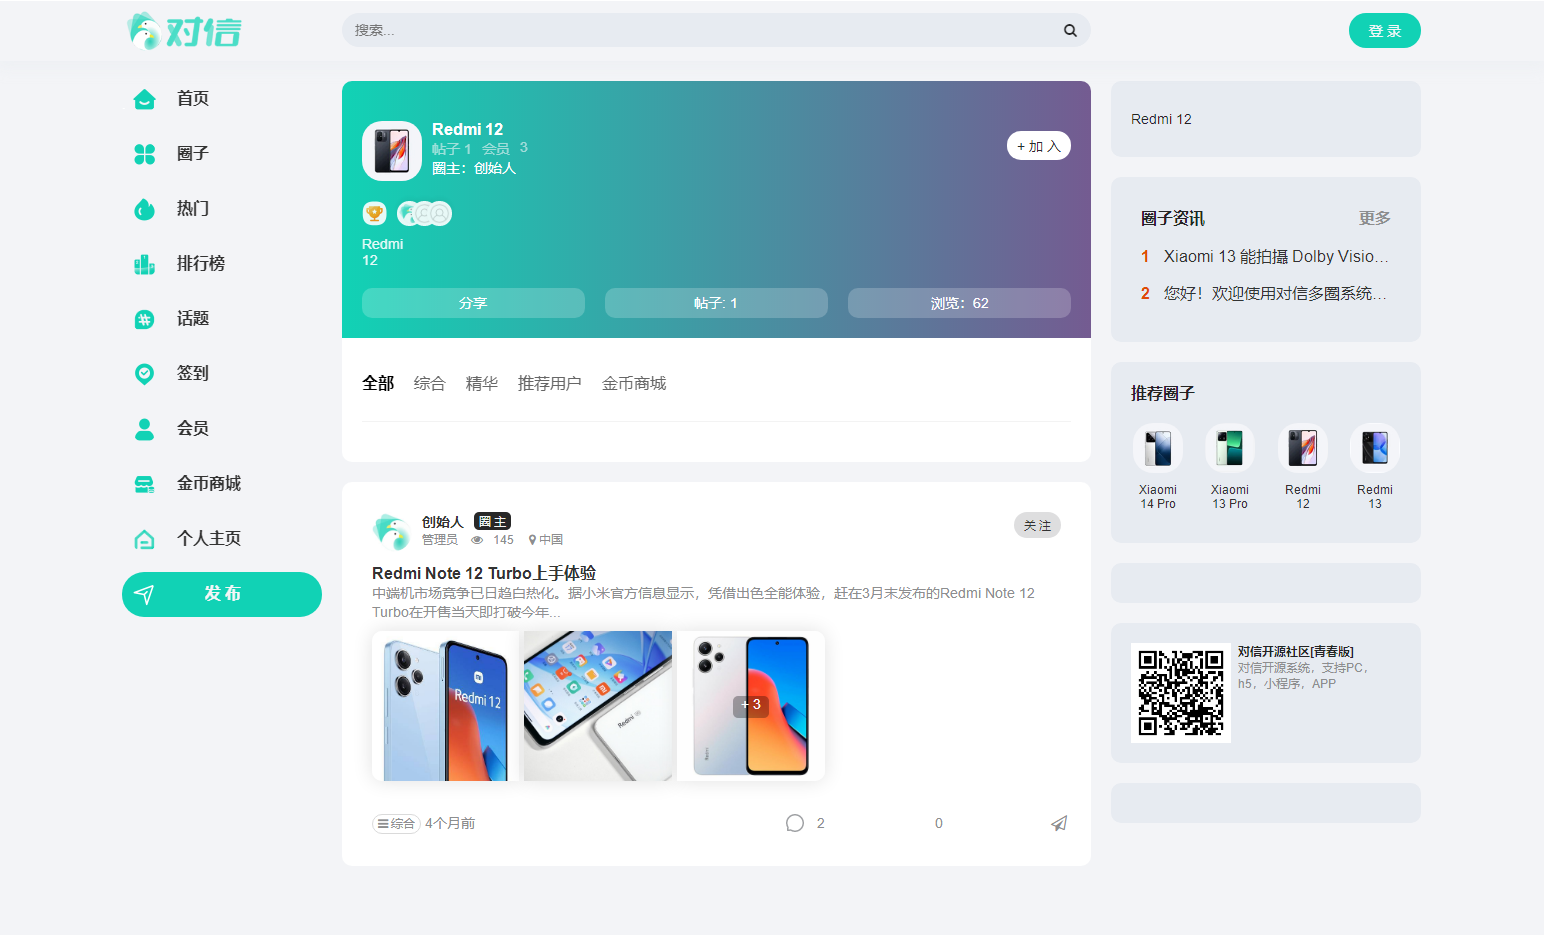 对信
搜索...
登 录
首页
圈子
热门
排行榜
话题
签到
会员
金币商城
个人主页
发 布
Redmi 12
帖子 1 会员 3
圈主：创始人
+ 加 入
Redmi
12
分享
帖子: 1
浏览：62
全部 综合 精华 推荐用户 金币商城
创始人 圈 主
管理员 145 中国
关 注
Redmi Note 12 Turbo上手体验
中端机市场竞争已日趋白热化。据小米官方信息显示，凭借出色全能体验，赶在3月末发布的Redmi Note 12
Turbo在开售当天即打破今年...
Redmi 12
Redmi
Redmi
+ 3
综合 4个月前
2
0
Redmi 12
圈子资讯 更多
1 Xiaomi 13 能拍攝 Dolby Visio...
2 您好！欢迎使用对信多圈系统...
推荐圈子
Xiaomi
14 Pro
Xiaomi
13 Pro
Redmi
12
Redmi
13
对信开源社区[青春版]
对信开源系统，支持PC，
h5，小程序，APP